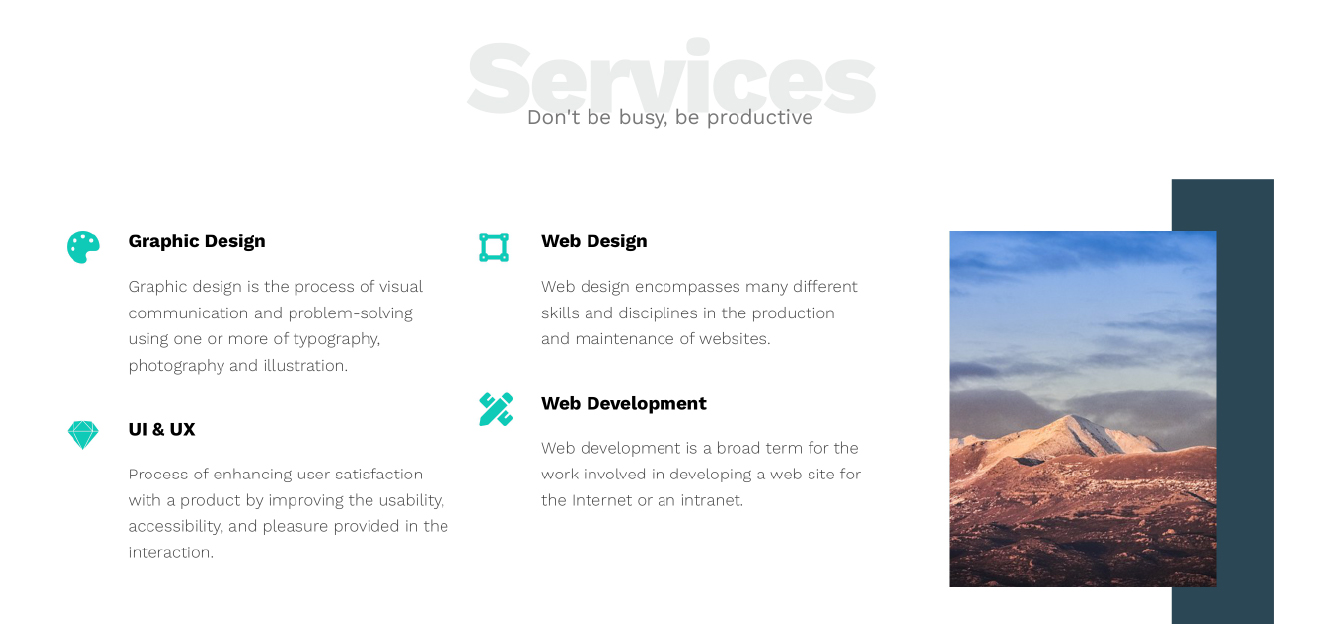 Services
Don't be busy, be productive
Graphic Design
Graphic design is the process of visual
communication and problem-solving
using one or more of typography,
photography and illustration.
UI & UX
Process of enhancing user satisfaction
with a product by improving the usability,
accessibility, and pleasure provided in the
interaction.
Web Design
Web design encompasses many different
skills and disciplines in the production
and maintenance of websites.
Web Development
Web development is a broad term for the
work involved in developing a web site for
the Internet or an intranet.